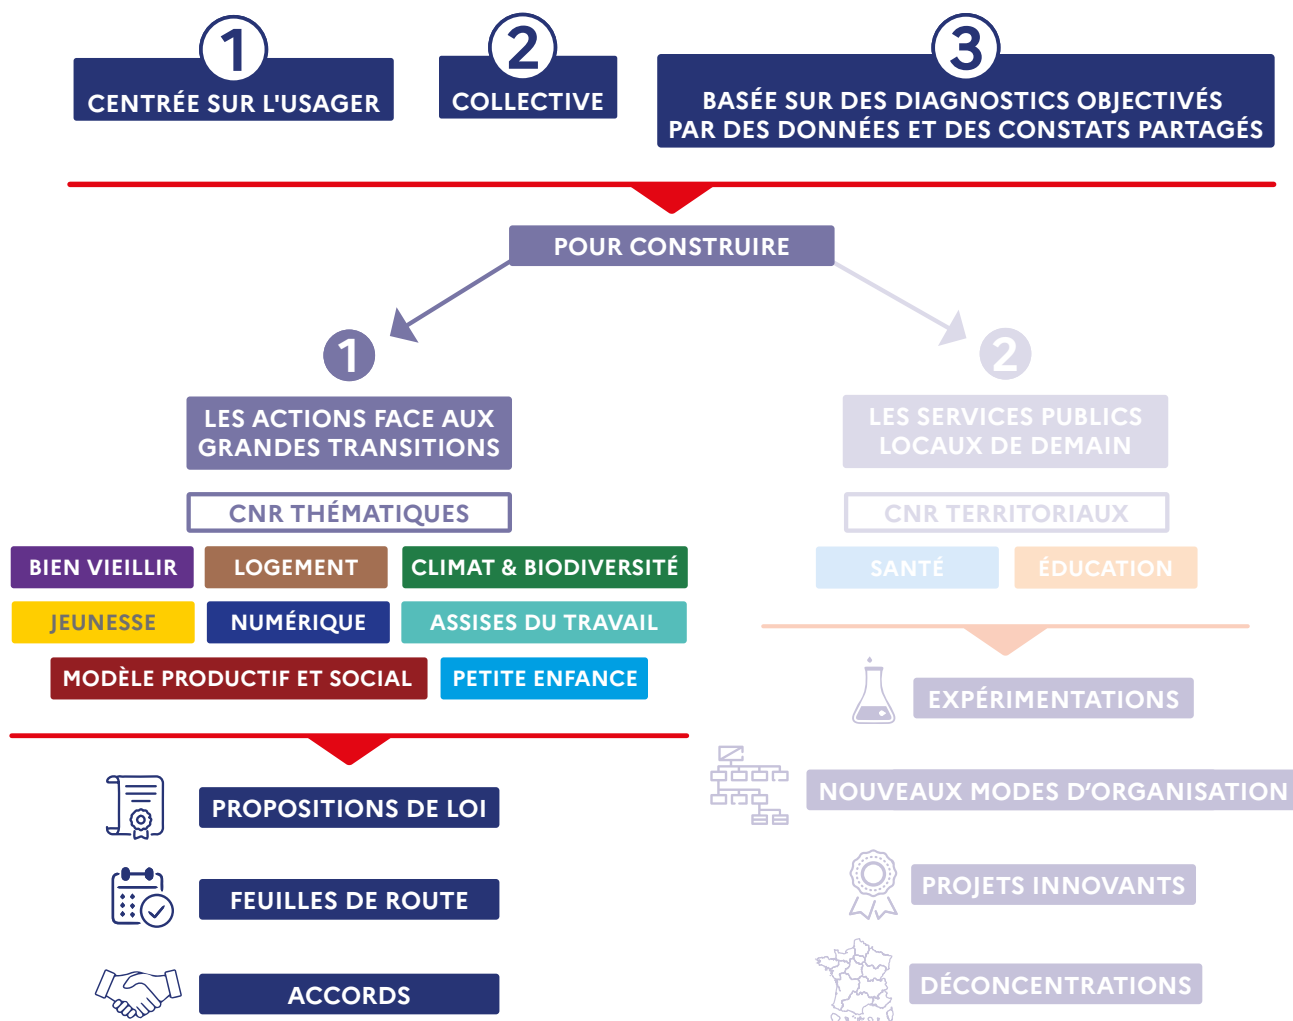 1
CENTRÉE SUR L'USAGER
2
COLLECTIVE
3
BASÉE SUR DES DIAGNOSTICS OBJECTIVÉS
PAR DES DONNÉES ET DES CONSTATS PARTAGÉS
POUR CONSTRUIRE
1
LES ACTIONS FACE AUX
GRANDES TRANSITIONS
CNR THÉMATIQUES
BIEN VIEILLIR
LOGEMENT
CLIMAT & BIODIVERSITÉ
JEUNESSE
NUMÉRIQUE
ASSISES DU TRAVAIL
MODÈLE PRODUCTIF ET SOCIAL
PETITE ENFANCE
PROPOSITIONS DE LOI
FEUILLES DE ROUTE
ACCORDS
2
LES SERVICES PUBLICS
LOCAUX DE DEMAIN
CNR TERRITORIAUX
SANTÉ
ÉDUCATION
EXPÉRIMENTATIONS
NOUVEAUX MODES D'ORGANISATION
PROJETS INNOVANTS
DÉCONCENTRATIONS